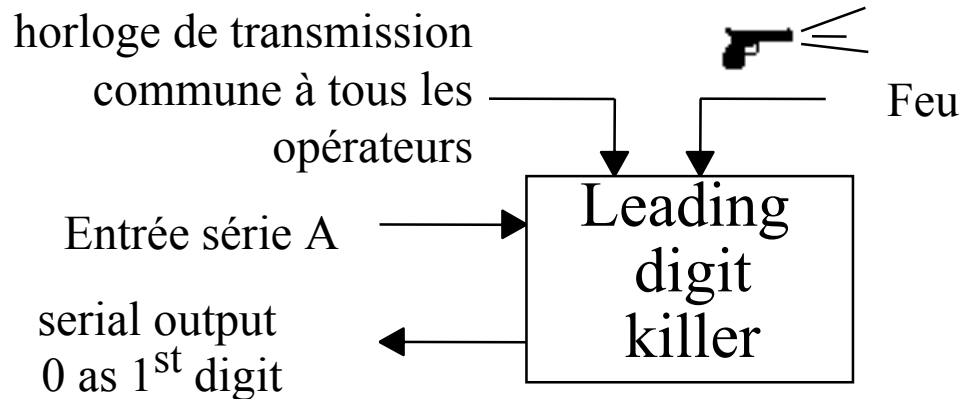 horloge de transmission
commune à tous les
opérateurs
Feu
Entrée série A
serial output
0 as 1st digit
Leading
digit
killer